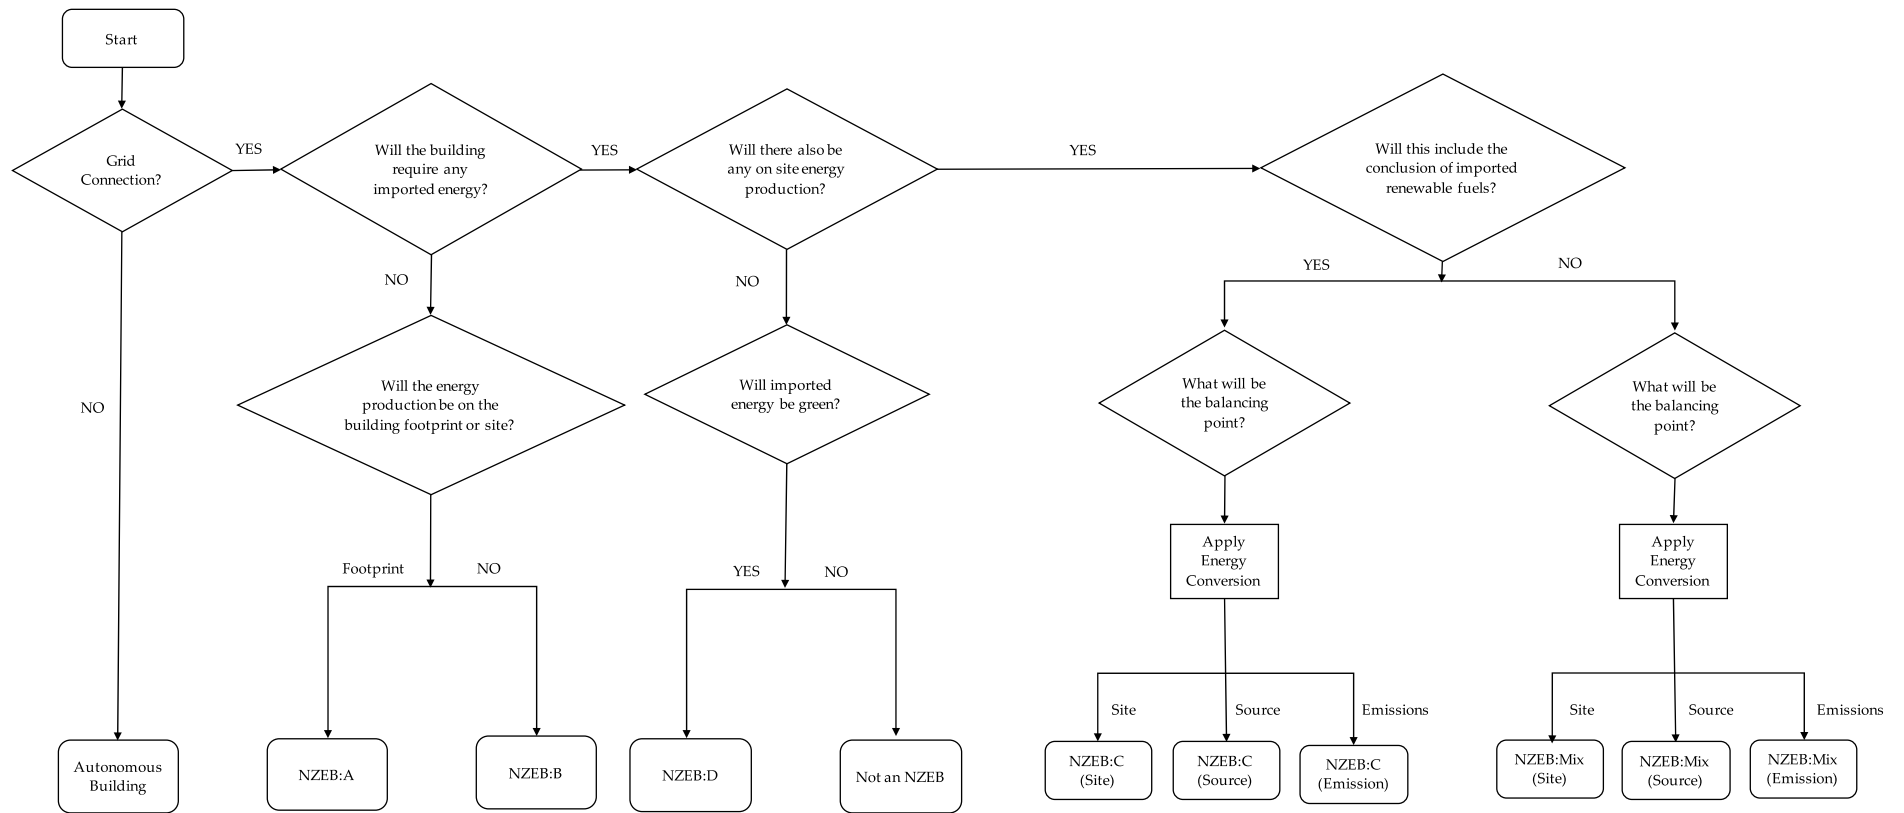 Start
Grid
Connection?
YES
Will the building
require any
imported energy?
YES
Will there also be
any on site energy
production?
YES
Will this include the
conclusion of imported
renewable fuels?
NO
NO
YES
NO
NO
Will the energy
production be on the
building footprint or site?
Will imported
energy be green?
What will be
the balancing
point?
What will be
the balancing
point?
Footprint
NO
YES
NO
Apply
Energy
Conversion
Apply
Energy
Conversion
Site
Source
Emissions
Site
Source
Emissions
Autonomous
Building
NZEB:A
NZEB:B
NZEB:D
Not an NZEB
NZEB:C
(Site)
NZEB:C
(Source)
NZEB:C
(Emission)
NZEB:Mix
(Site)
NZEB:Mix
(Source)
NZEB:Mix
(Emission)